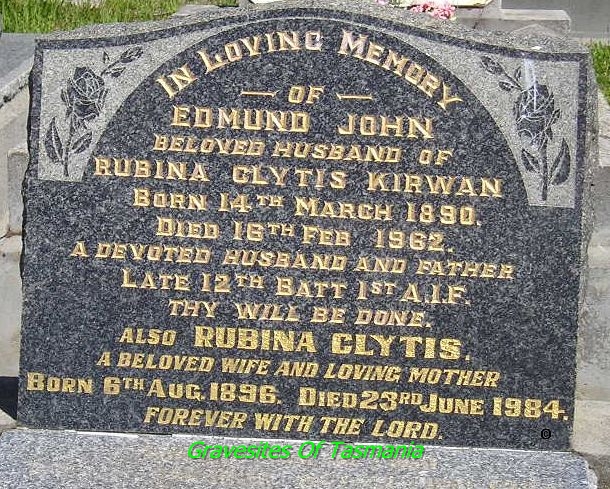 IN LOVING MEMORY
— OF —
EDMUND JOHN
BELOVED HUSBAND OF
RUBINA CLYTIS KIRWAN
BORN 14TH MARCH 1890.
DIED 16TH FEB 1962.
A DEVOTED HUSBAND AND FATHER
LATE 12TH BATT 1ST A.I.F.
THY WILL BE DONE.
ALSO RUBINA CLYTIS.
A BELOVED WIFE AND LOVING MOTHER
BORN 6TH AUG. 1896. DIED 23RD JUNE 1984.
FOREVER WITH THE LORD.
©
Gravesites Of Tasmania